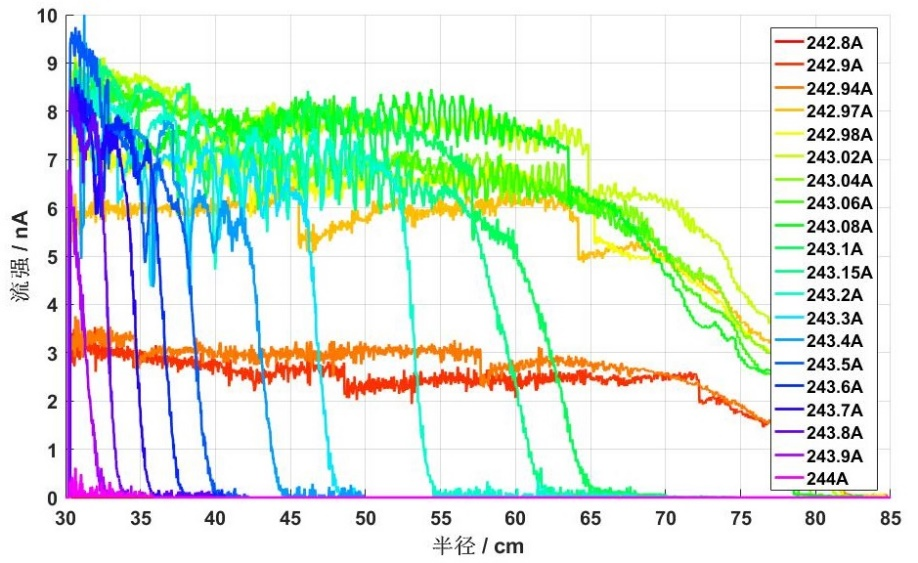 10
9
8
7
6
5
4
3
2
1
0
流强 / nA
30 35 40 45 50 55 60 65 70 75 80 85
半径 / cm
242.8A
242.9A
242.94A
242.97A
242.98A
243.02A
243.04A
243.06A
243.08A
243.1A
243.15A
243.2A
243.3A
243.4A
243.5A
243.6A
243.7A
243.8A
243.9A
244A